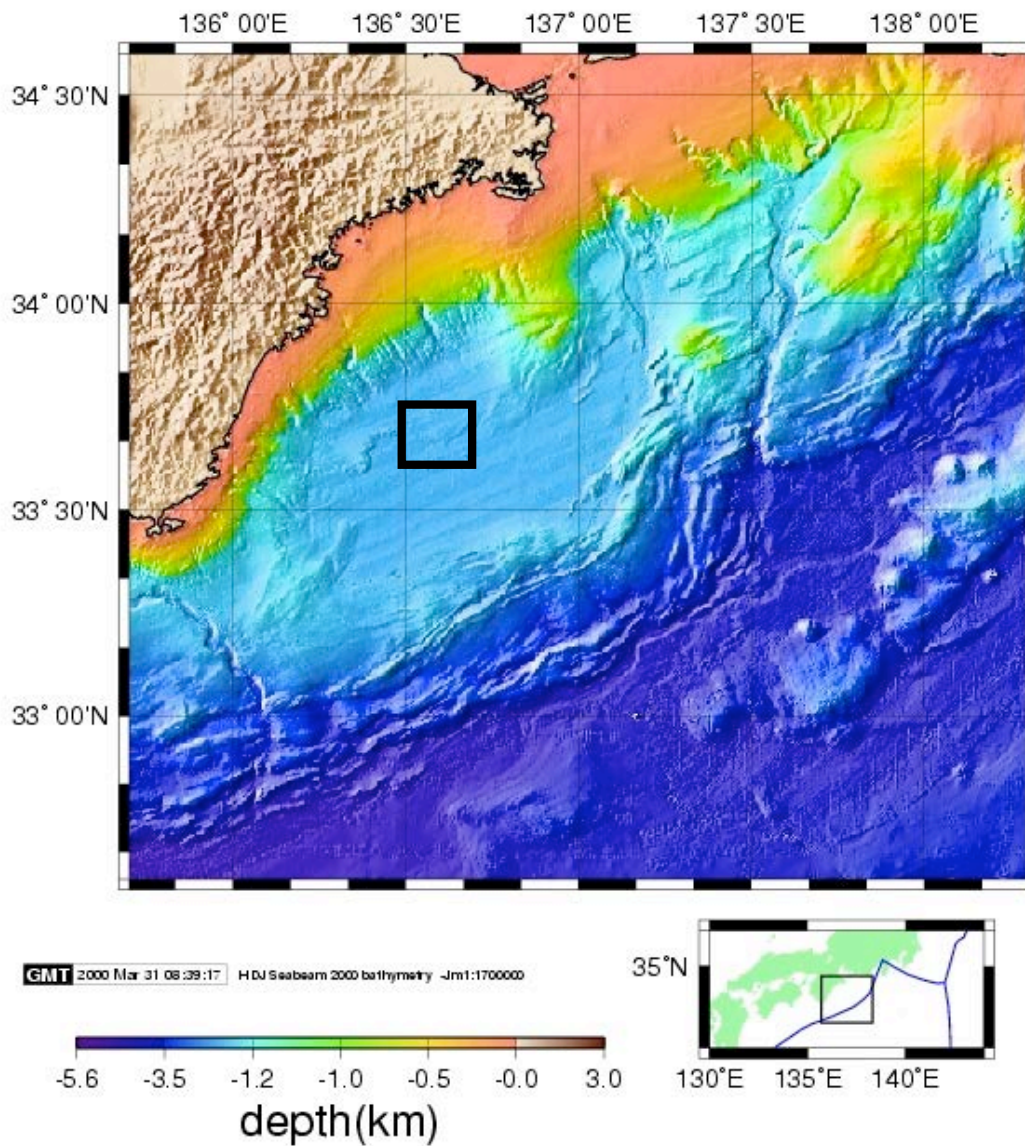 136° 00'E 136° 30'E 137° 00'E 137° 30'E 138° 00'E
34° 30'N
34° 00'N
33° 30'N
33° 00'N
GMT 2000 Mar 31 08:39:17 HDJ Seabeam 2000 bathymetry -Jm1:1700000
35°N
130°E 135°E 140°E
-5.6 -3.5 -1.2 -1.0 -0.5 -0.0 3.0
depth(km)